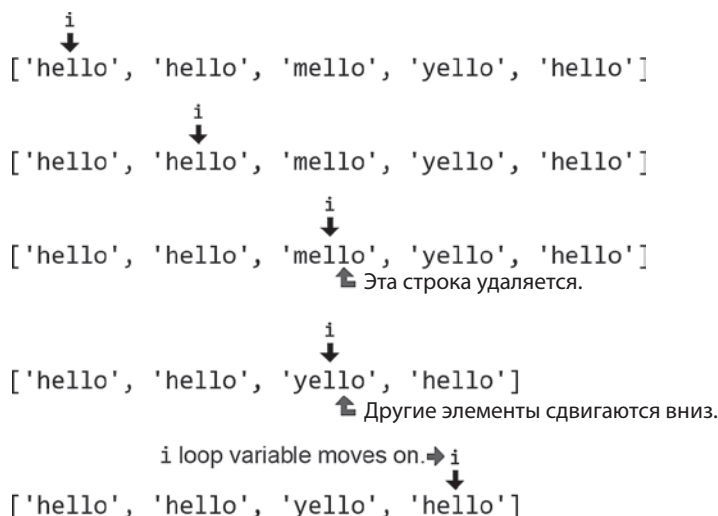 i
['hello', 'hello', 'mello', 'yello', 'hello']
i
['hello', 'hello', 'mello', 'yello', 'hello']
i
['hello', 'hello', 'mello', 'yello', 'hello']
Эта строка удаляется.
i
['hello', 'hello', 'yello', 'hello']
Другие элементы сдвигаются вниз.
i loop variable moves on. i
['hello', 'hello', 'yello', 'hello']